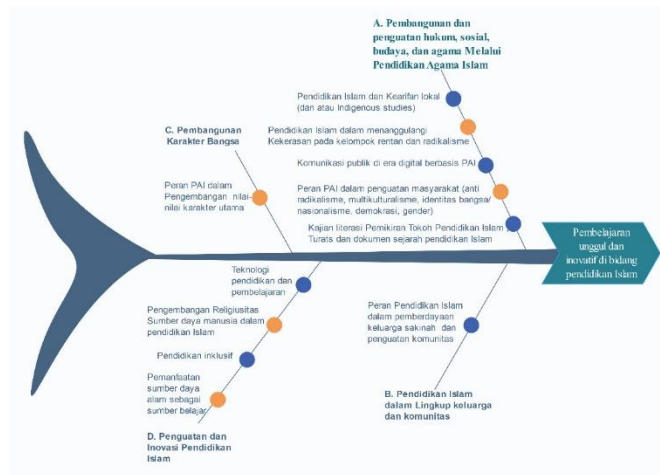 A. Pembangunan dan
penguatan hukum, sosial,
budaya, dan agama Melalui
Pendidikan Agama Islam
Pendidikan Islam dan Kearifan lokal
(dan atau Indigenous studies)
Pendidikan Islam dalam menanggulangi
Kekerasan pada kelompok rentan dan radikalisme
Komunikasi publik di era digital berbasis PAI
Peran PAI dalam penguatan masyarakat (anti
radikalisme, multikulturalisme, identitas bangsa/
nasionalisme, demokrasi, gender)
Kajian literasi Pemikiran Tokoh Pendidikan Islam
Turats dan dokumen sejarah pendidikan Islam
C. Pembangunan
Karakter Bangsa
Peran PAI dalam
Pengembangan nilai-
nilai karakter utama
Pembelajaran
unggul dan
inovatif di bidang
pendidikan Islam
Teknologi
pendidikan dan
pembelajaran
Pengembangan Religiusitas
Sumber daya manusia dalam
pendidikan Islam
Pendidikan inklusif
Pemanfaatan
sumber daya
alam sebagai
sumber belajar
D. Penguatan dan
Inovasi Pendidikan
Islam
Peran Pendidikan Islam
dalam pemberdayaan
keluarga sakinah dan
penguatan komunitas
B. Pendidikan Islam
dalam Lingkup keluarga
dan komunitas